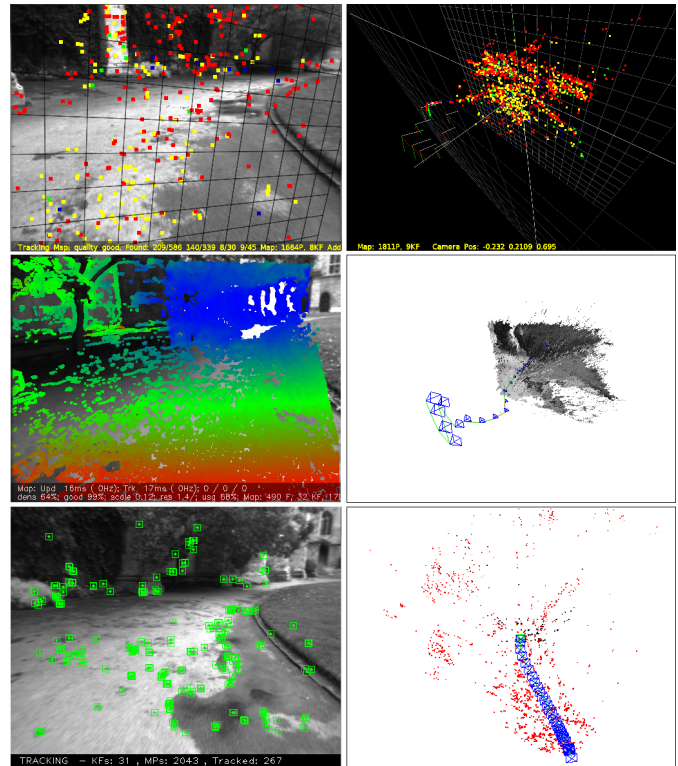 Tracking Map, quality good. Found: 209/586 140/339 8/30 9/45 Map: 1684P, 8KF Add
Map: 1811P, 9KF Camera Pos: -0.232 0.2109 0.695
Map: Upd 16ms ( 0Hz); Trk 17ms ( 0Hz); 0 / 0 / 0
dens 64%; good 99%; scale 0.12; res 1.4/; usg 68%; Map: 490 F, 32 KF,
TRACKING – KFs: 31 , MPs: 2043 , Tracked: 267